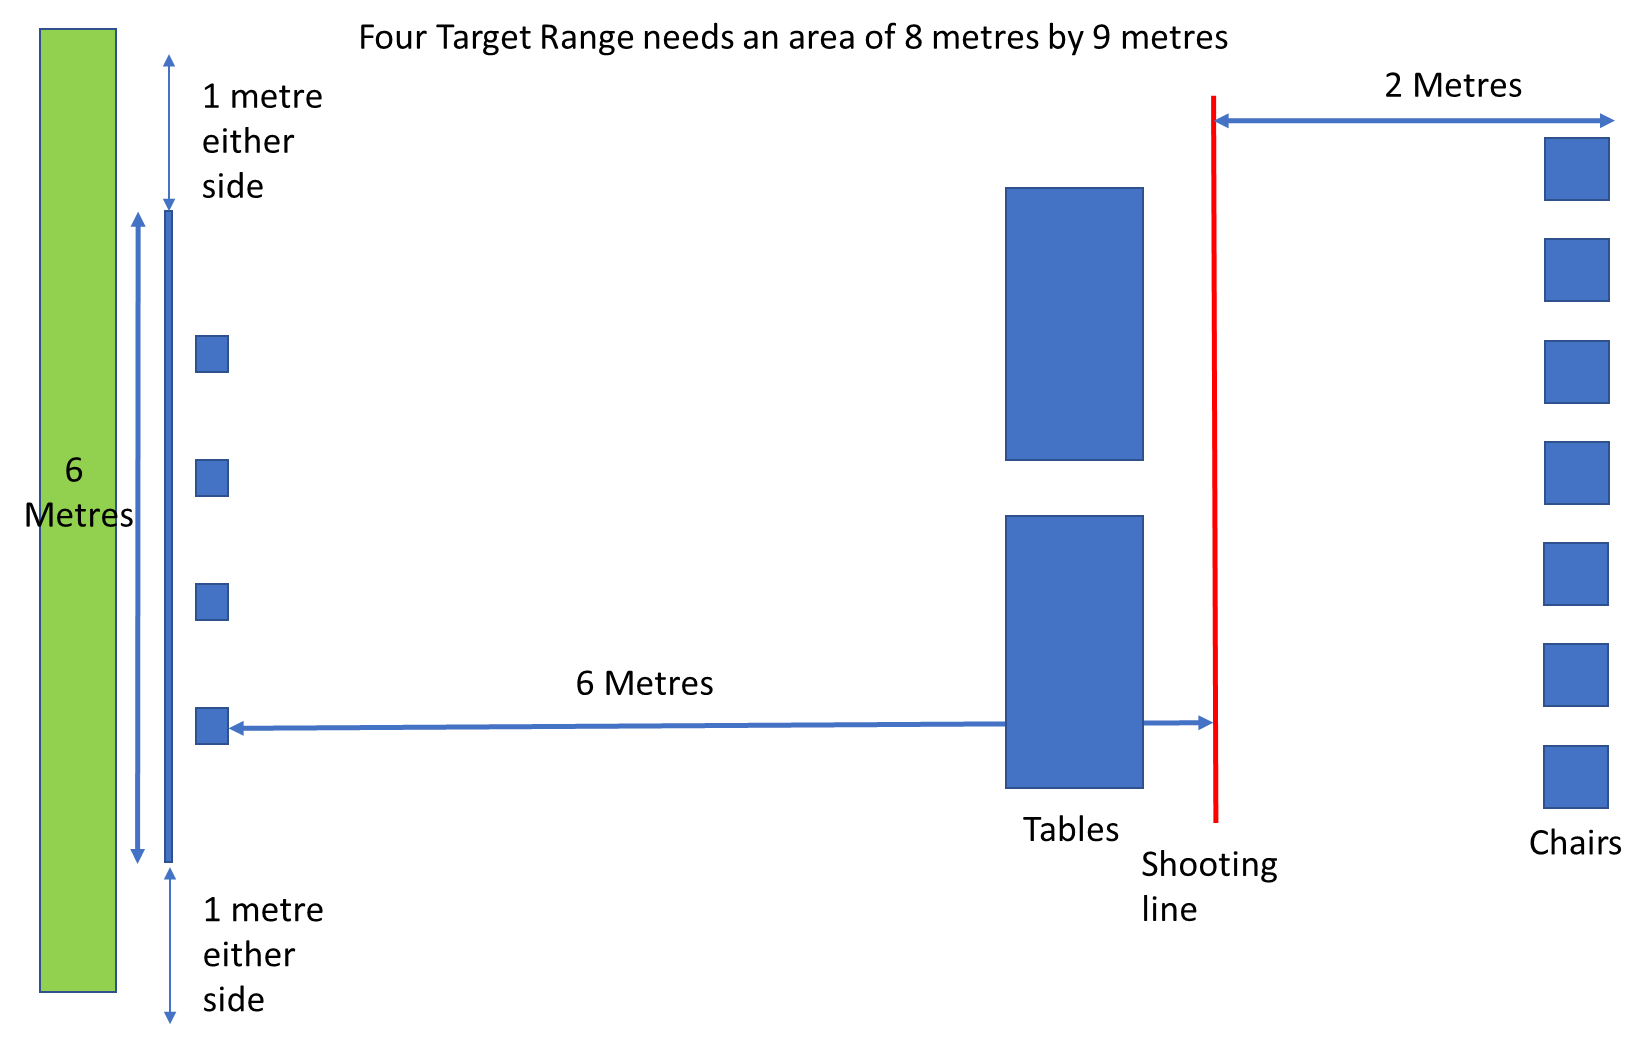 Four Target Range needs an area of 8 metres by 9 metres
1 metre
either
side
2 Metres
6
Metres
6 Metres
Tables
Shooting
line
Chairs
1 metre
either
side